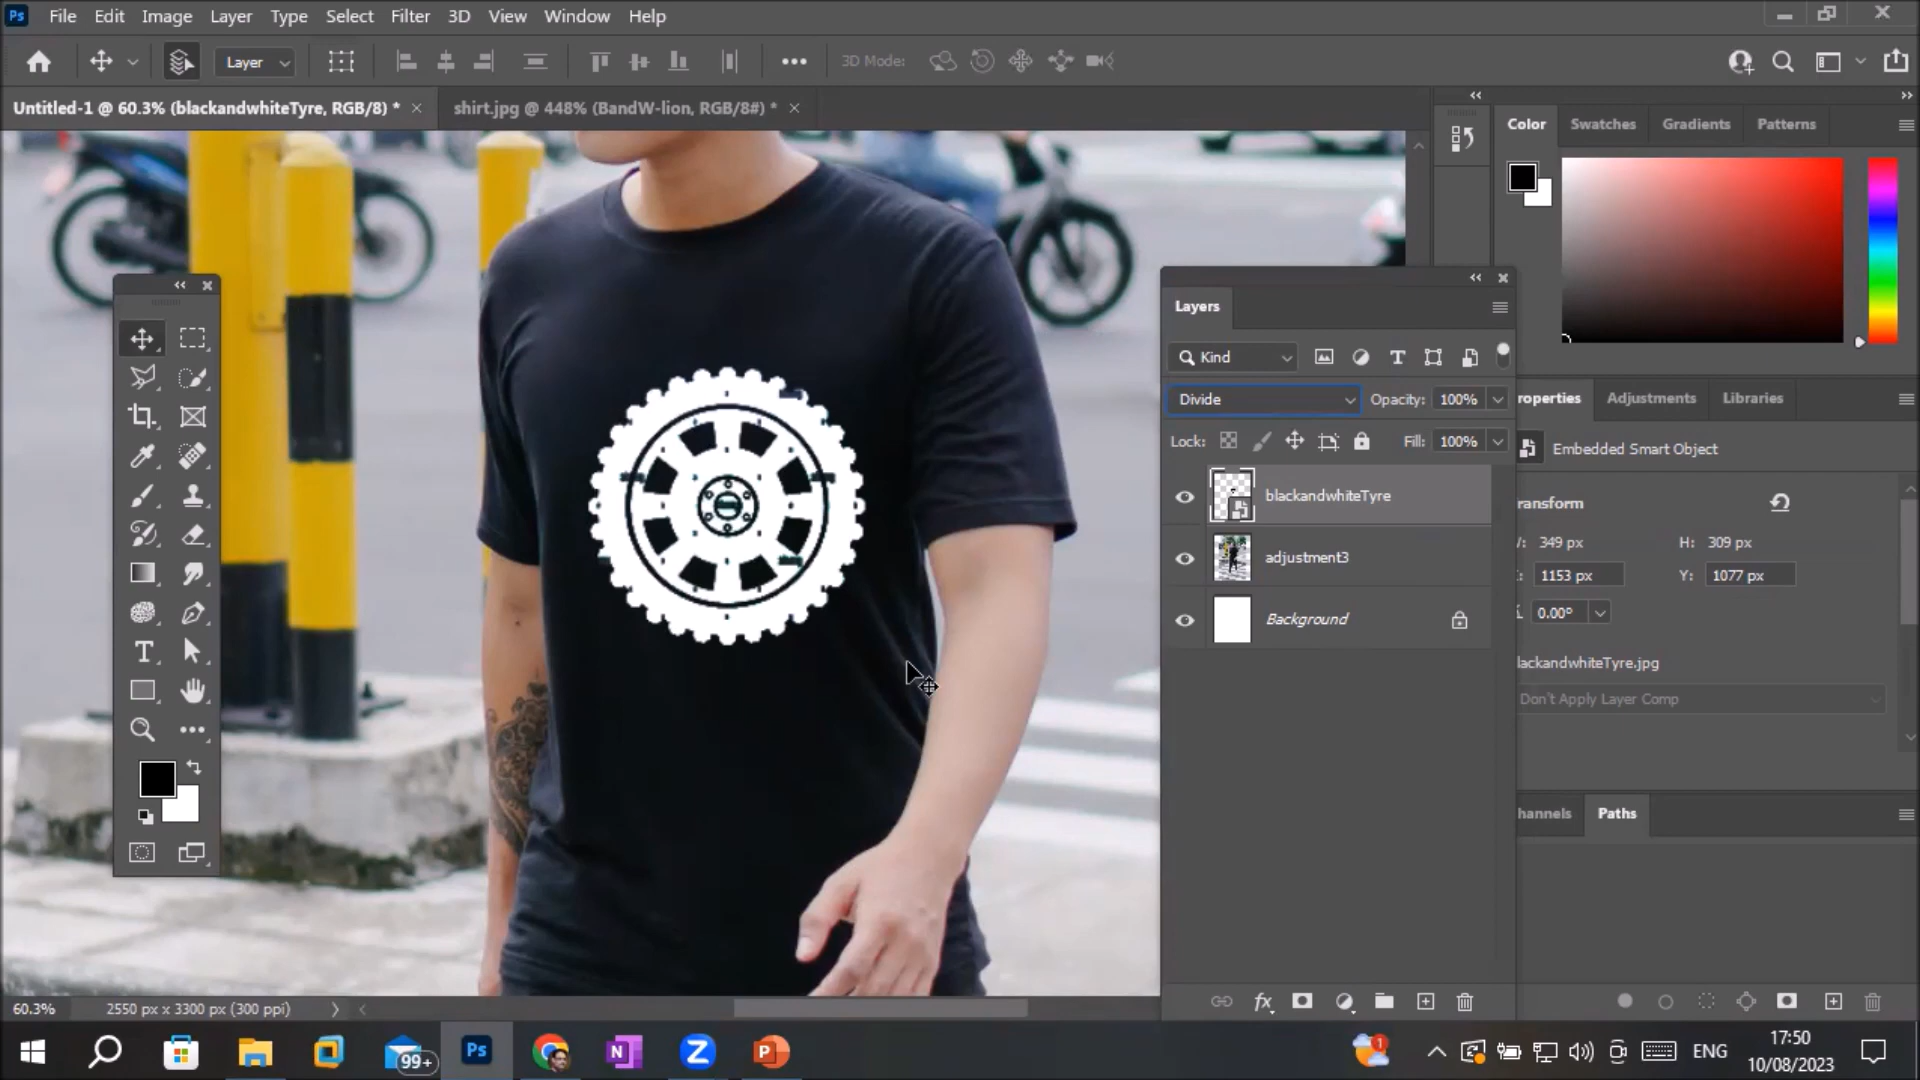 Ps File Edit Image Layer Type Select Filter 3D View Window Help
Layer 3D Mode:
Untitled-1 @ 60.3% (blackandwhiteTyre, RGB/8) * shirt.jpg @ 448% (BandW-lion, RGB/8#) *
Color Swatches Gradients Patterns
Layers
Kind
Divide Opacity: 100%
Lock: Fill: 100%
blackandwhiteTyre
adjustment3
Background
roperties Adjustments Libraries
Embedded Smart Object
ransform
349 px H: 309 px
1153 px Y: 1077 px
0.00°
lackandwhiteTyre.jpg
Don't Apply Layer Comp
hannels Paths
60.3% 2550 px x 3300 px (300 ppi)
99+ Ps N Z P 1 ENG
17:50
10/08/2023